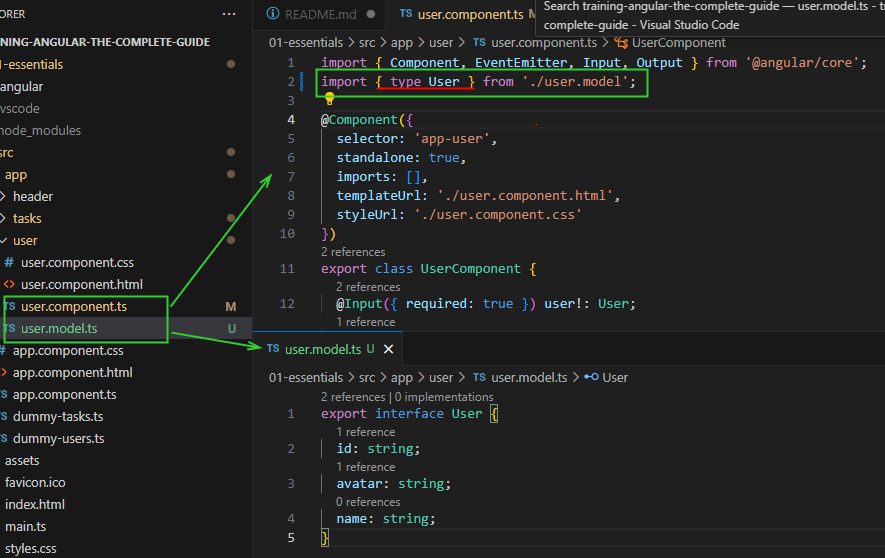 ORER
···
NING-ANGULAR-THE-COMPLETE-GUIDE
-essentials
angular
vscode
node_modules
src
app
header
tasks
user
# user.component.css
<> user.component.html
TS user.component.ts M
TS user.model.ts U
# app.component.css
app.component.html
TS app.component.ts
TS dummy-tasks.ts
TS dummy-users.ts
assets
favicon.ico
index.html
main.ts
styles.css
README.md
TS user.component.ts M
Search training-angular-the-complete-guide — user.model.ts - tr
complete-guide - Visual Studio Code
01-essentials > src > app > user > TS user.component.ts > UserComponent
1 import { Component, EventEmitter, Input, Output } from '@angular/core';
2 import { type User } from './user.model';
3
4 @Component({
5 selector: 'app-user',
6 standalone: true,
7 imports: [],
8 templateUrl: './user.component.html',
9 styleUrl: './user.component.css'
10 })
2 references
11 export class UserComponent {
2 references
12 @Input({ required: true }) user!: User;
1 reference
TS user.model.ts U ×
01-essentials > src > app > user > TS user.model.ts > User
2 references | 0 implementations
1 export interface User {
1 reference
2 id: string;
1 reference
3 avatar: string;
0 references
4 name: string;
5 }